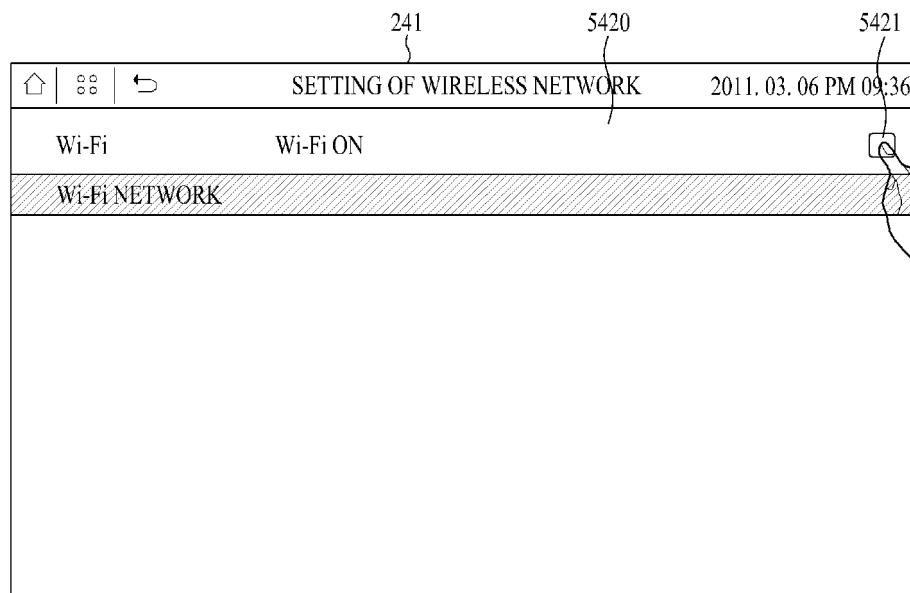 241 5420 5421
SETTING OF WIRELESS NETWORK 2011. 03. 06 PM 09:36
Wi-Fi Wi-Fi ON
Wi-Fi NETWORK